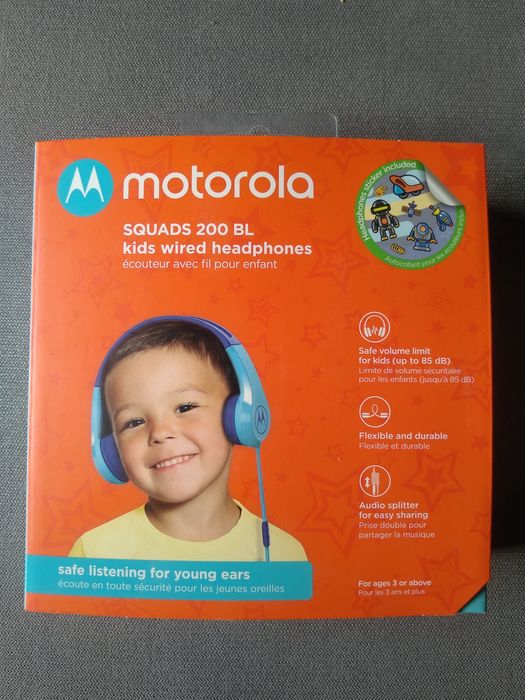 motorola
SQUADS 200 BL
kids wired headphones
écouteur avec fil pour enfant
Headphones sticker included
Autocollant pour les écouteurs inclus
Safe volume limit
for kids (up to 85 dB)
Limite de volume sécuritaire
pour les enfants (jusqu'à 85 dB)
Flexible and durable
Flexible et durable
Audio splitter
for easy sharing
Prise double pour
partager la musique
safe listening for young ears
écoute en toute sécurité pour les jeunes oreilles
For ages 3 or above
Pour les 3 ans et plus